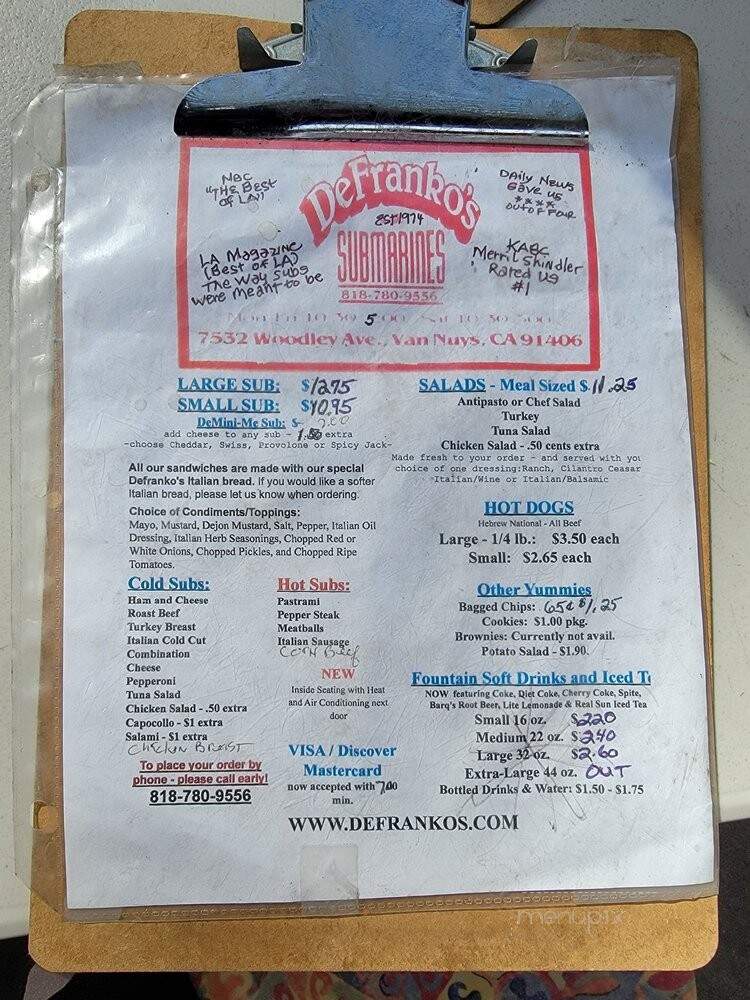 NBC
"THE Best
of LA"
DAily News
Gave us
****
OUT OF FOUR
DeFranko's
EST 1974
SUBMARINES
818-780-9556
LA Magazine
(Best of LA)
The Way Subs
were meant to be
KABC
Merril Shindler
Rated Us
#1
Mon-Fri 10:30 5:00 Sat 10:30
7532 Woodley Ave., Van Nuys, CA 91406
LARGE SUB: $12.75
SMALL SUB: $10.95
DeMini-Me Sub: $
add cheese to any sub - 1.50 extra
-choose Cheddar, Swiss, Provolone or Spicy Jack-
All our sandwiches are made with our special
Defranko's Italian bread. If you would like a softer
Italian bread, please let us know when ordering.
Choice of Condiments/Toppings:
Mayo, Mustard, Dejon Mustard, Salt, Pepper, Italian Oil
Dressing, Italian Herb Seasonings, Chopped Red or
White Onions, Chopped Pickles, and Chopped Ripe
Tomatoes.
Cold Subs:
Ham and Cheese
Roast Beef
Turkey Breast
Italian Cold Cut
Combination
Cheese
Pepperoni
Tuna Salad
Chicken Salad - .50 extra
Capocollo - $1 extra
Salami - $1 extra
Chicken Breast
To place your order by
phone - please call early!
818-780-9556
Hot Subs:
Pastrami
Pepper Steak
Meatballs
Italian Sausage
Corn Beef
NEW
Inside Seating with Heat
and Air Conditioning next
door
VISA / Discover
Mastercard
now accepted with 7.00
min.
SALADS - Meal Sized $11.25
Antipasto or Chef Salad
Turkey
Tuna Salad
Chicken Salad - .50 cents extra
Made fresh to your order - and served with you
choice of one dressing:Ranch, Cilantro Ceasar
Italian/Wine or Italian/Balsamic
HOT DOGS
Hebrew National - All Beef
Large - 1/4 lb.: $3.50 each
Small: $2.65 each
Other Yummies
Bagged Chips: 65¢ $1.25
Cookies: $1.00 pkg.
Brownies: Currently not avail.
Potato Salad - $1.90.
Fountain Soft Drinks and Iced Te
NOW featuring Coke, Diet Coke, Cherry Coke, Spite,
Barq's Root Beer, Lite Lemonade & Real Sun Iced Tea
Small 16 oz. $2.20
Medium 22 oz. $2.40
Large 32 oz. $2.60
Extra-Large 44 oz. OUT
Bottled Drinks & Water: $1.50 - $1.75
WWW.DEFRANKOS.COM
menupix